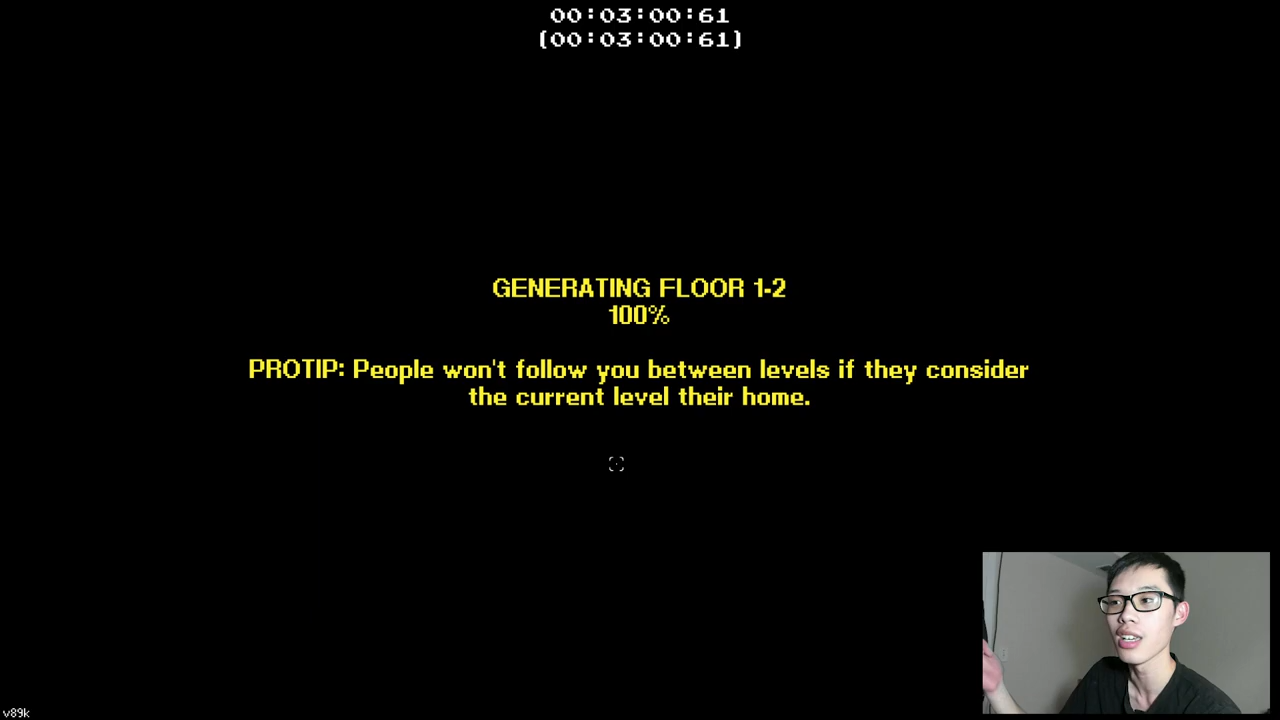 00:03:00:61
[00:03:00:61]
GENERATING FLOOR 1-2
100%
PROTIP: People won't follow you between levels if they consider
the current level their home.
v89k